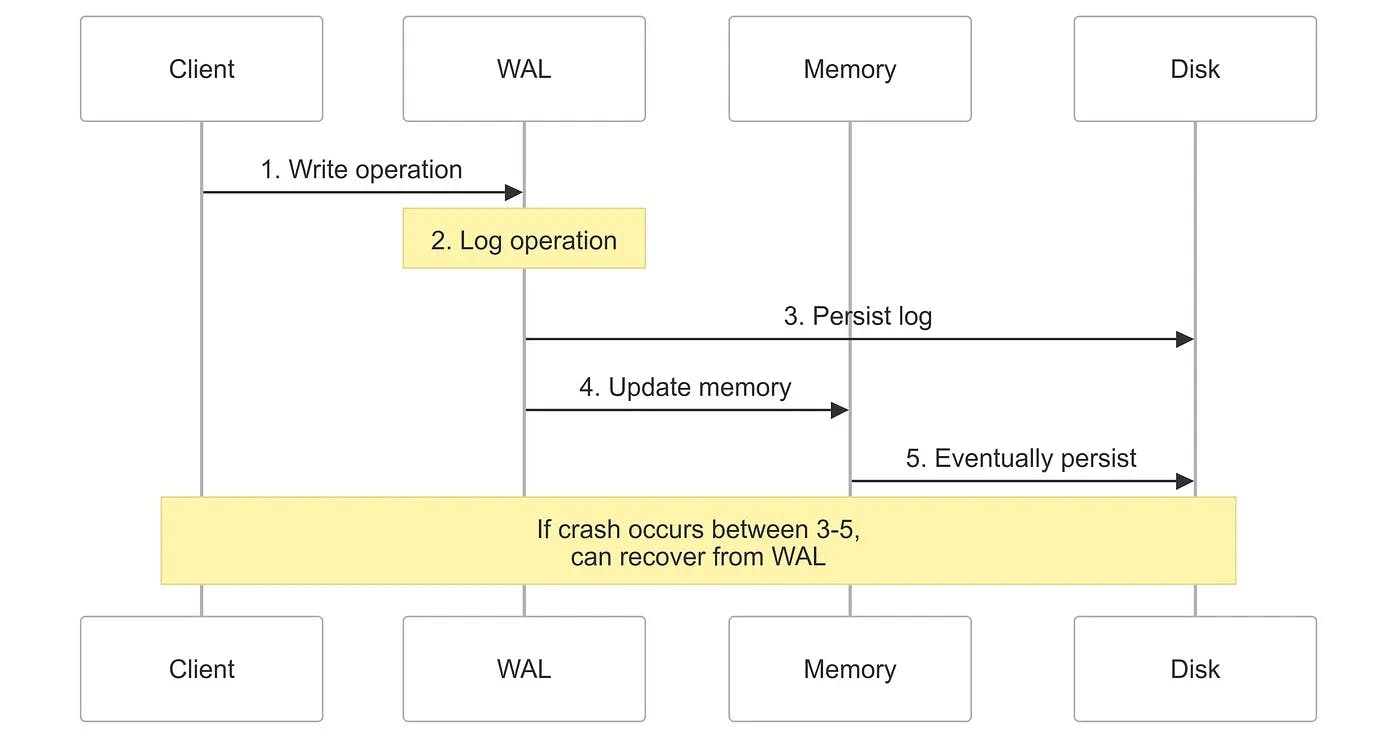 Client
WAL
Memory
Disk
1. Write operation
2. Log operation
3. Persist log
4. Update memory
5. Eventually persist
If crash occurs between 3-5,
can recover from WAL
Client
WAL
Memory
Disk